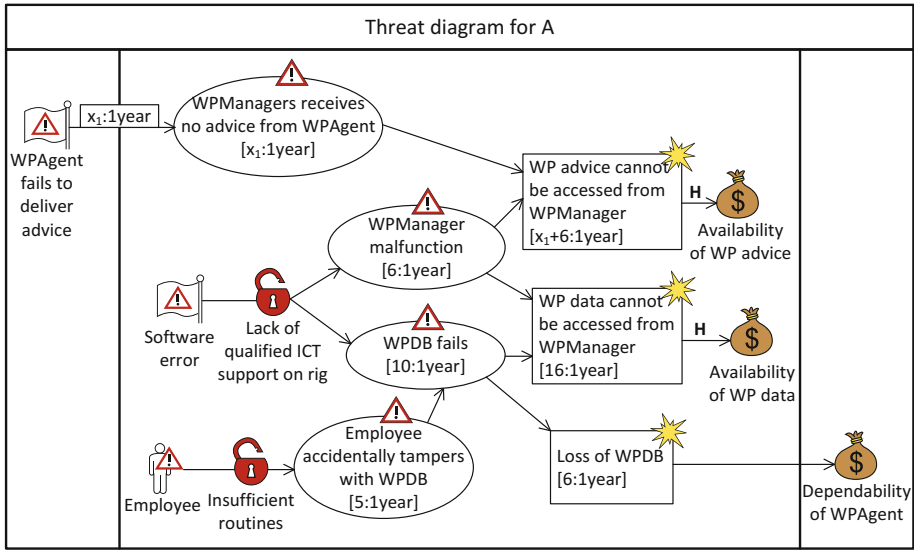 Threat diagram for A
x₁:1year
WPAgent
fails to
deliver
advice
WPManagers receives
no advice from WPAgent
[x₁:1year]
WP advice cannot
be accessed from
WPManager
[x₁+6:1year]
H
$
Availability
of WP advice
WPManager
malfunction
[6:1year]
Software
error
Lack of
qualified ICT
support on rig
WPDB fails
[10:1year]
WP data cannot
be accessed from
WPManager
[16:1year]
H
$
Availability
of WP data
Employee
accidentally tampers
with WPDB
[5:1year]
Employee
Insufficient
routines
Loss of WPDB
[6:1year]
$
Dependability
of WPAgent